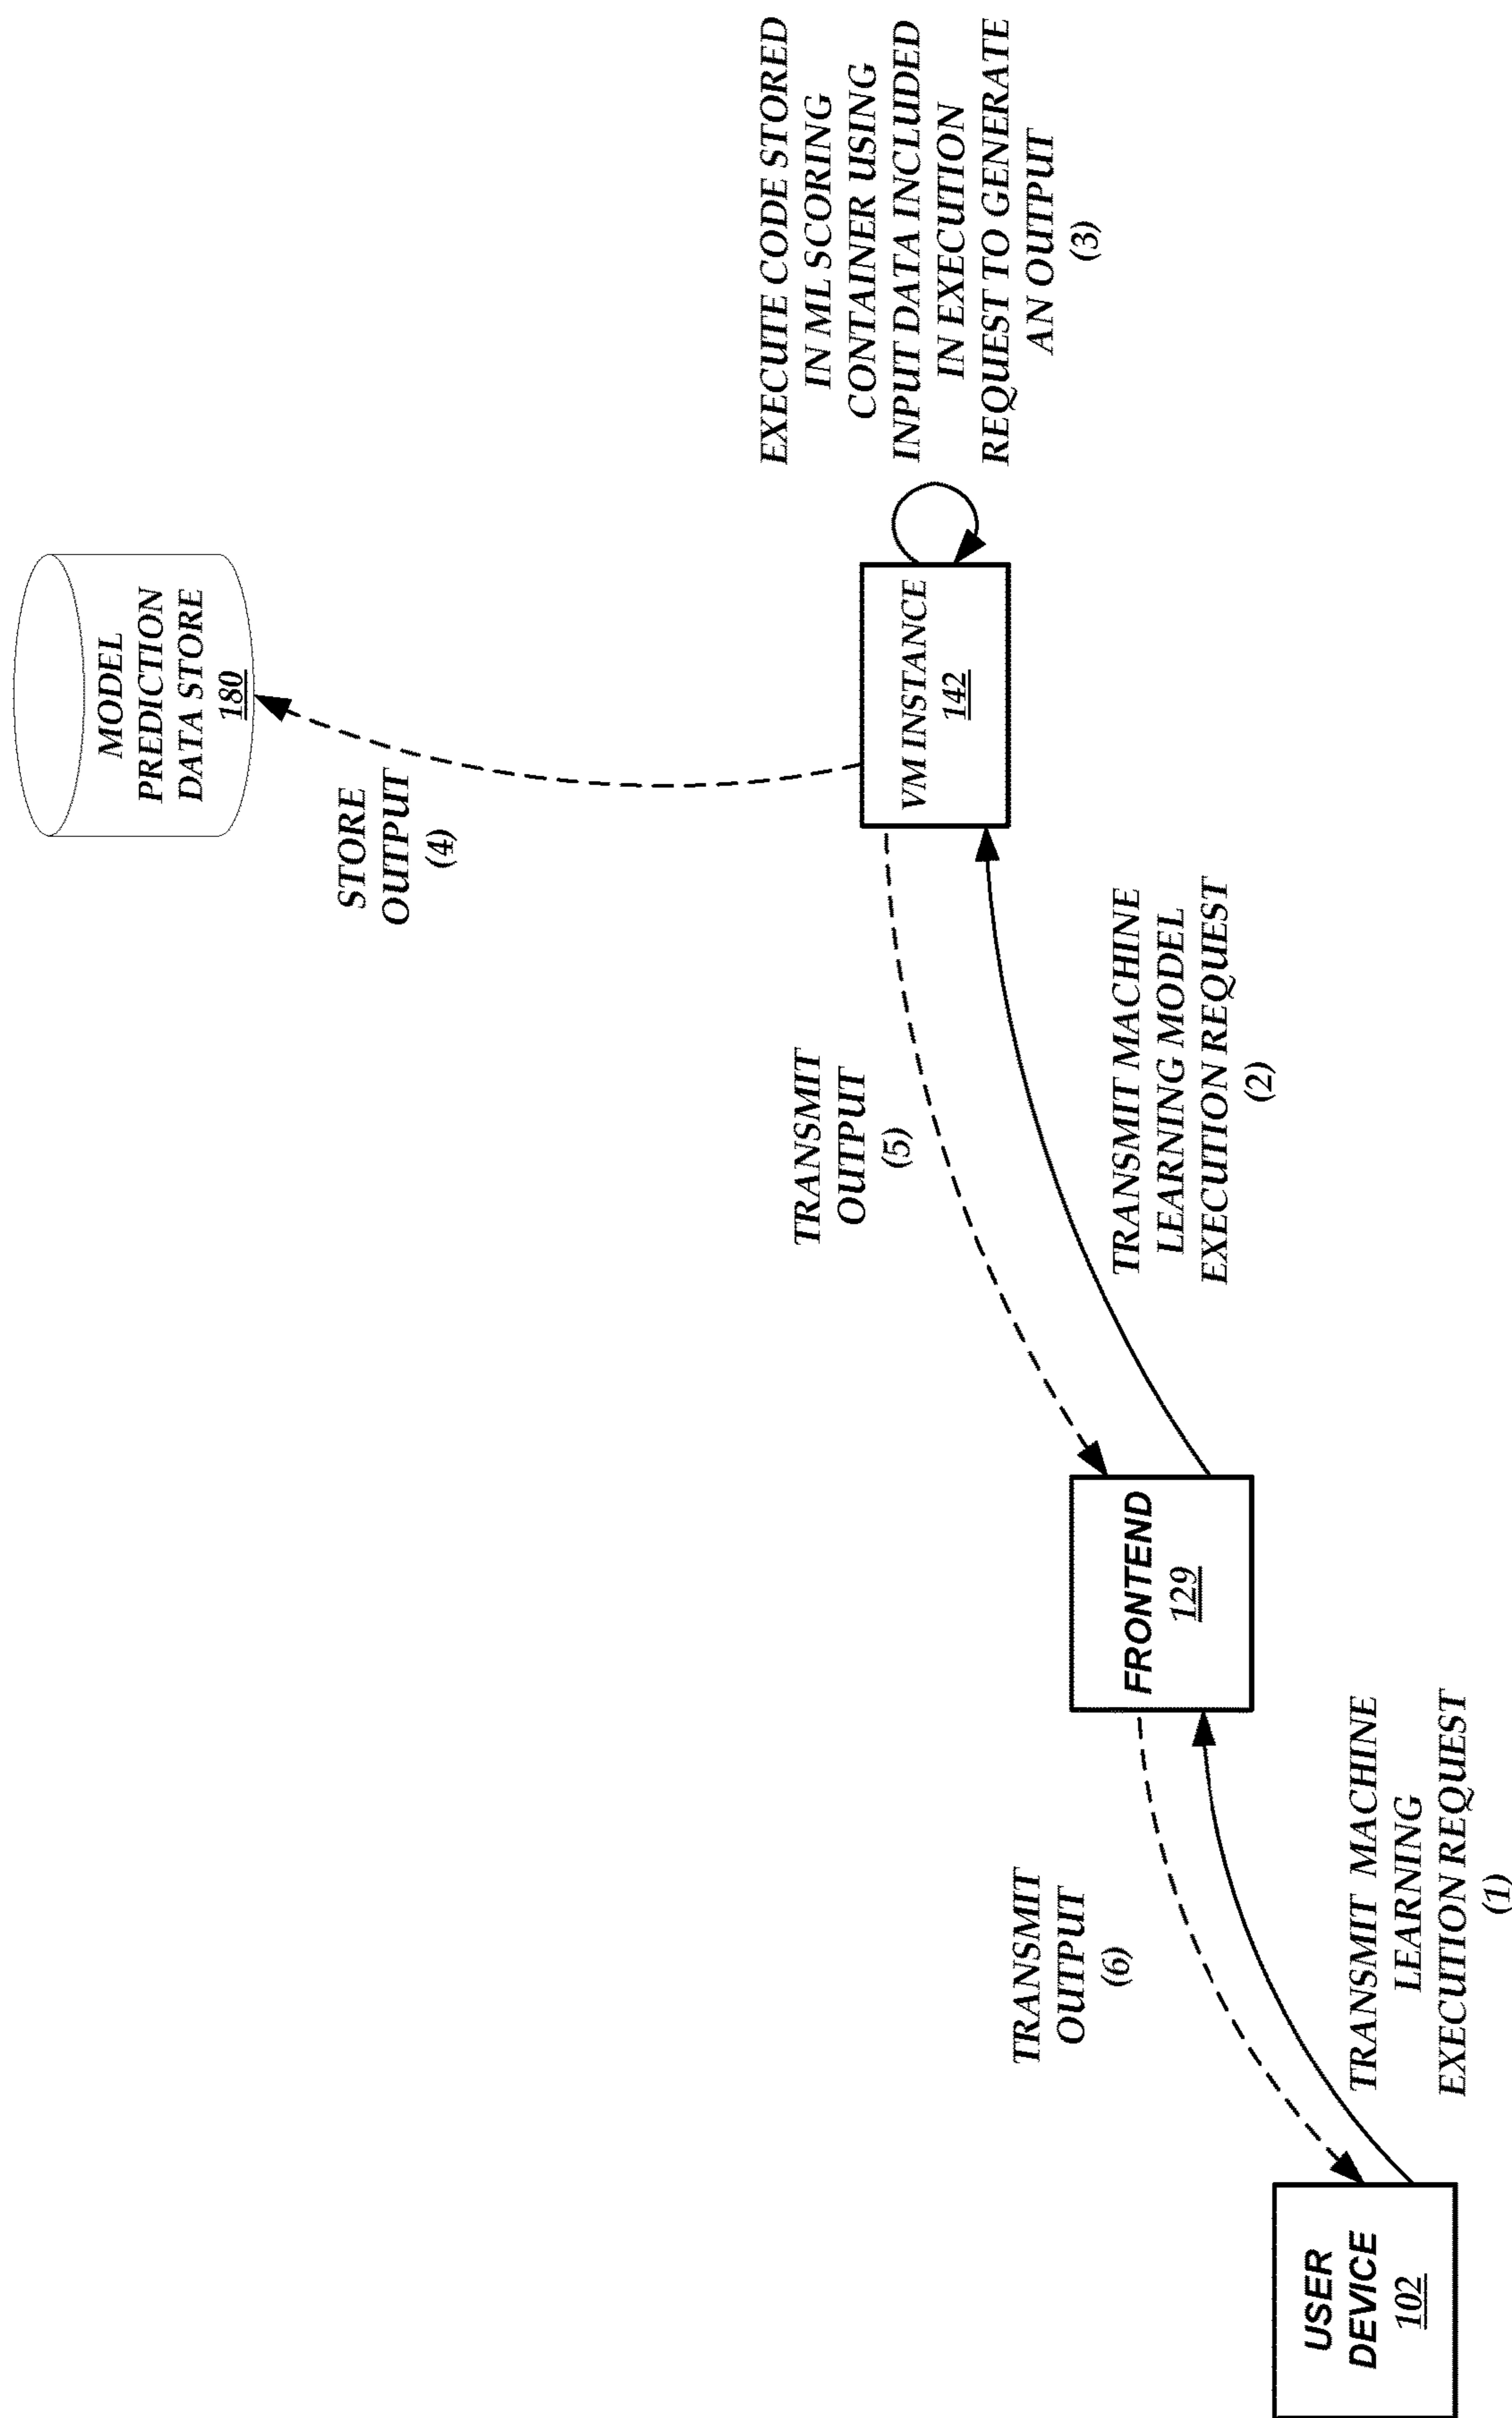 MODEL
PREDICTION
DATA STORE
180
STORE
OUTPUT
(4)
EXECUTE CODE STORED
IN ML SCORING
CONTAINER USING
INPUT DATA INCLUDED
IN EXECUTION
REQUEST TO GENERATE
AN OUTPUT
(3)
VM INSTANCE
142
TRANSMIT
OUTPUT
(5)
TRANSMIT MACHINE
LEARNING MODEL
EXECUTION REQUEST
(2)
FRONTEND
129
TRANSMIT
OUTPUT
(6)
TRANSMIT MACHINE
LEARNING
EXECUTION REQUEST
(1)
USER
DEVICE
102